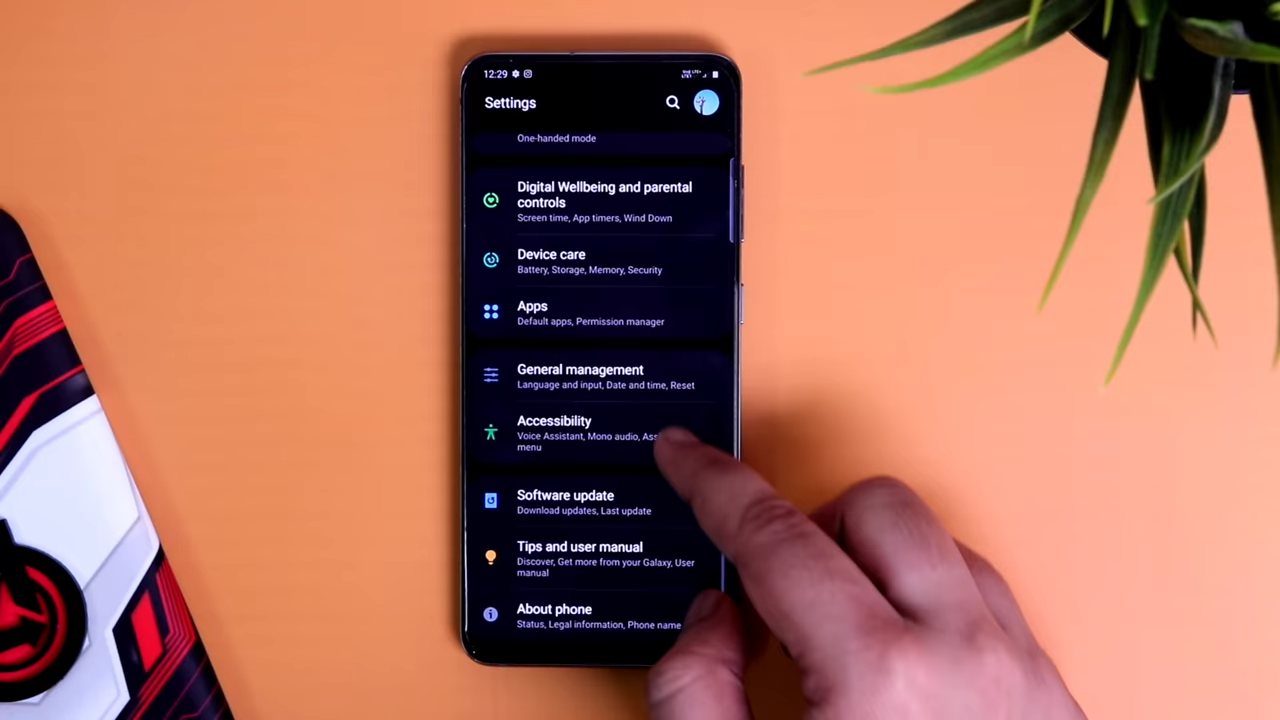 12:29
Settings
One-handed mode
Digital Wellbeing and parental
controls
Screen time, App timers, Wind Down
Device care
Battery, Storage, Memory, Security
Apps
Default apps, Permission manager
General management
Language and input, Date and time, Reset
Accessibility
Voice Assistant, Mono audio,
menu
Software update
Download updates, Last update
Tips and user manual
Discover, Get more from your Galaxy, User
manual
About phone
Status, Legal information, Phone name